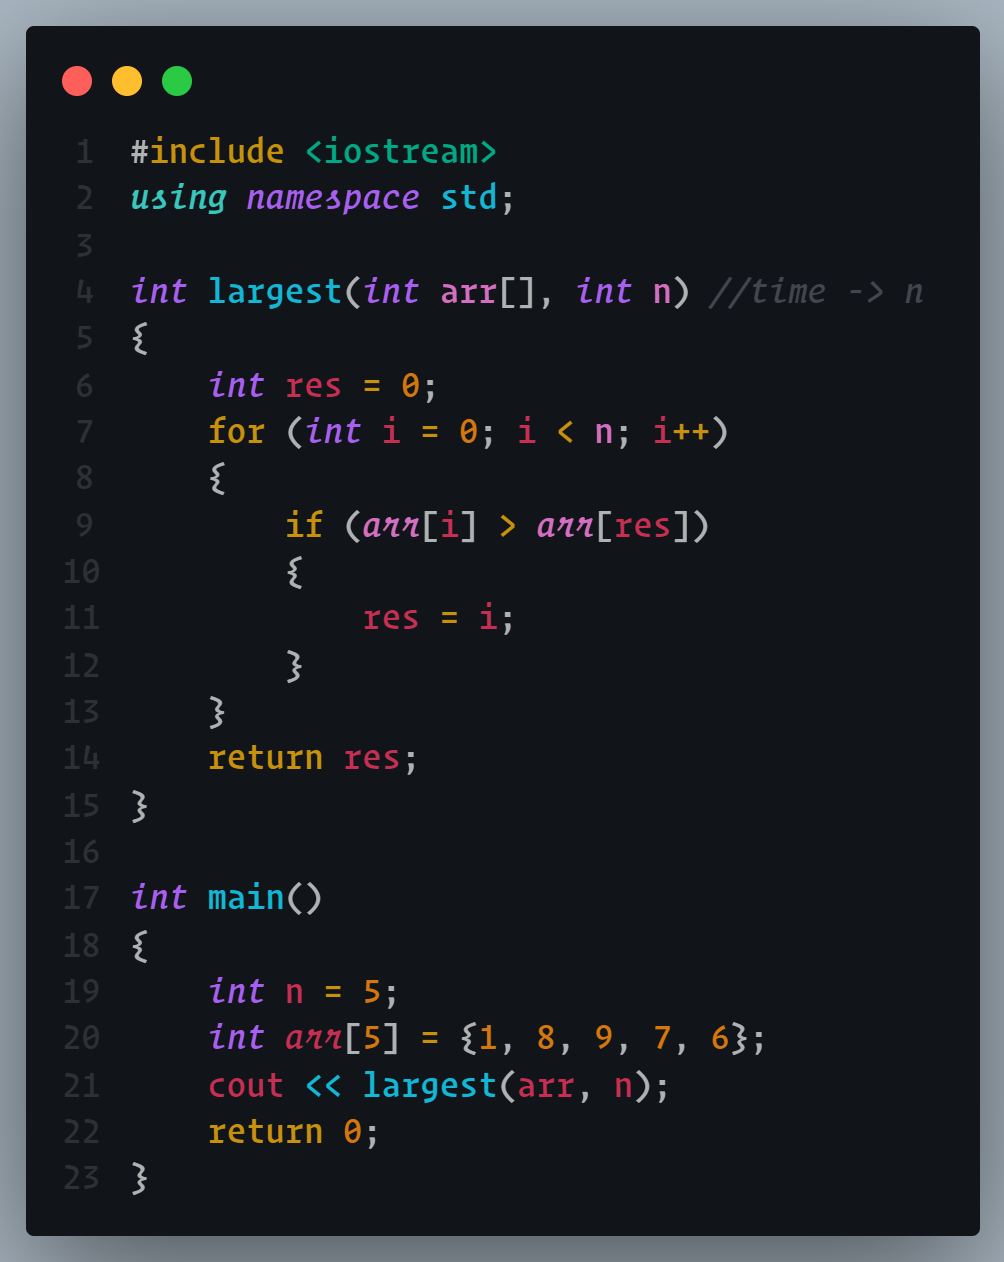 1 #include <iostream>
2 using namespace std;
3
4 int largest(int arr[], int n) //time -> n
5 {
6     int res = 0;
7     for (int i = 0; i < n; i++)
8     {
9         if (arr[i] > arr[res])
10         {
11             res = i;
12         }
13     }
14     return res;
15 }
16
17 int main()
18 {
19     int n = 5;
20     int arr[5] = {1, 8, 9, 7, 6};
21     cout << largest(arr, n);
22     return 0;
23 }